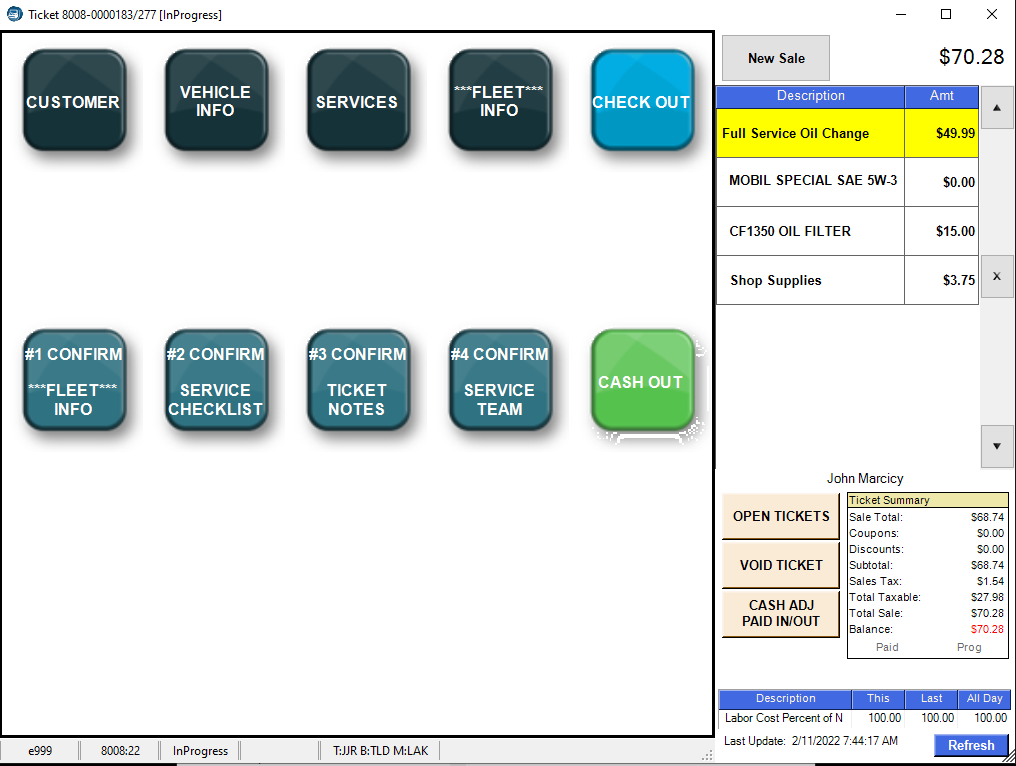 Ticket 8008-0000183/277 [InProgress]
CUSTOMER
VEHICLE
INFO
SERVICES
***FLEET***
INFO
CHECK OUT
#1 CONFIRM
***FLEET***
INFO
#2 CONFIRM
SERVICE
CHECKLIST
#3 CONFIRM
TICKET
NOTES
#4 CONFIRM
SERVICE
TEAM
CASH OUT
New Sale
$70.28
Description Amt
Full Service Oil Change $49.99
MOBIL SPECIAL SAE 5W-3 $0.00
CF1350 OIL FILTER $15.00
Shop Supplies $3.75
X
John Marcicy
OPEN TICKETS
VOID TICKET
CASH ADJ
PAID IN/OUT
Ticket Summary
Sale Total: $68.74
Coupons: $0.00
Discounts: $0.00
Subtotal: $68.74
Sales Tax: $1.54
Total Taxable: $27.98
Total Sale: $70.28
Balance: $70.28
Paid Prog
Description This Last All Day
Labor Cost Percent of N 100.00 100.00 100.00
Last Update: 2/11/2022 7:44:17 AM
Refresh
e999 8008:22 InProgress T:JJR B:TLD M:LAK